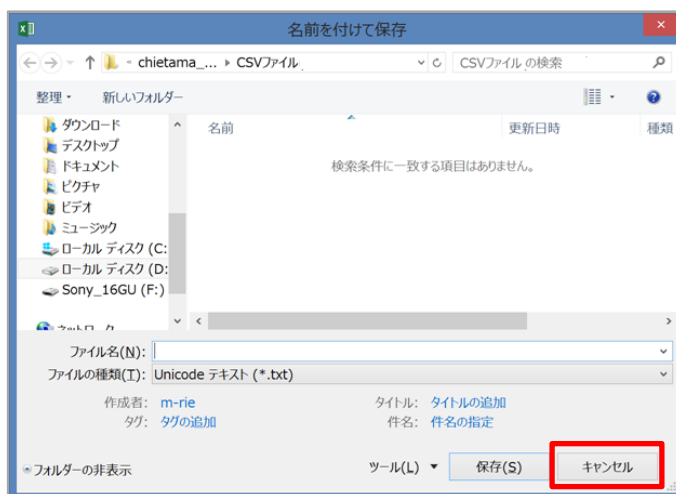 名前を付けて保存
chietama_... ▸ CSVファイル
CSVファイル の検索
整理
新しいフォルダー
ダウンロード
デスクトップ
ドキュメント
ピクチャ
ビデオ
ミュージック
ローカル ディスク (C:
ローカル ディスク (D:
Sony_16GU (F:)
ネットワーク
名前 更新日時 種類
検索条件に一致する項目はありません。
ファイル名(N):
ファイルの種類(T): Unicode テキスト (*.txt)
作成者: m-rie タイトル: タイトルの追加
タグ: タグの追加 件名: 件名の指定
フォルダーの非表示 ツール(L) 保存(S) キャンセル